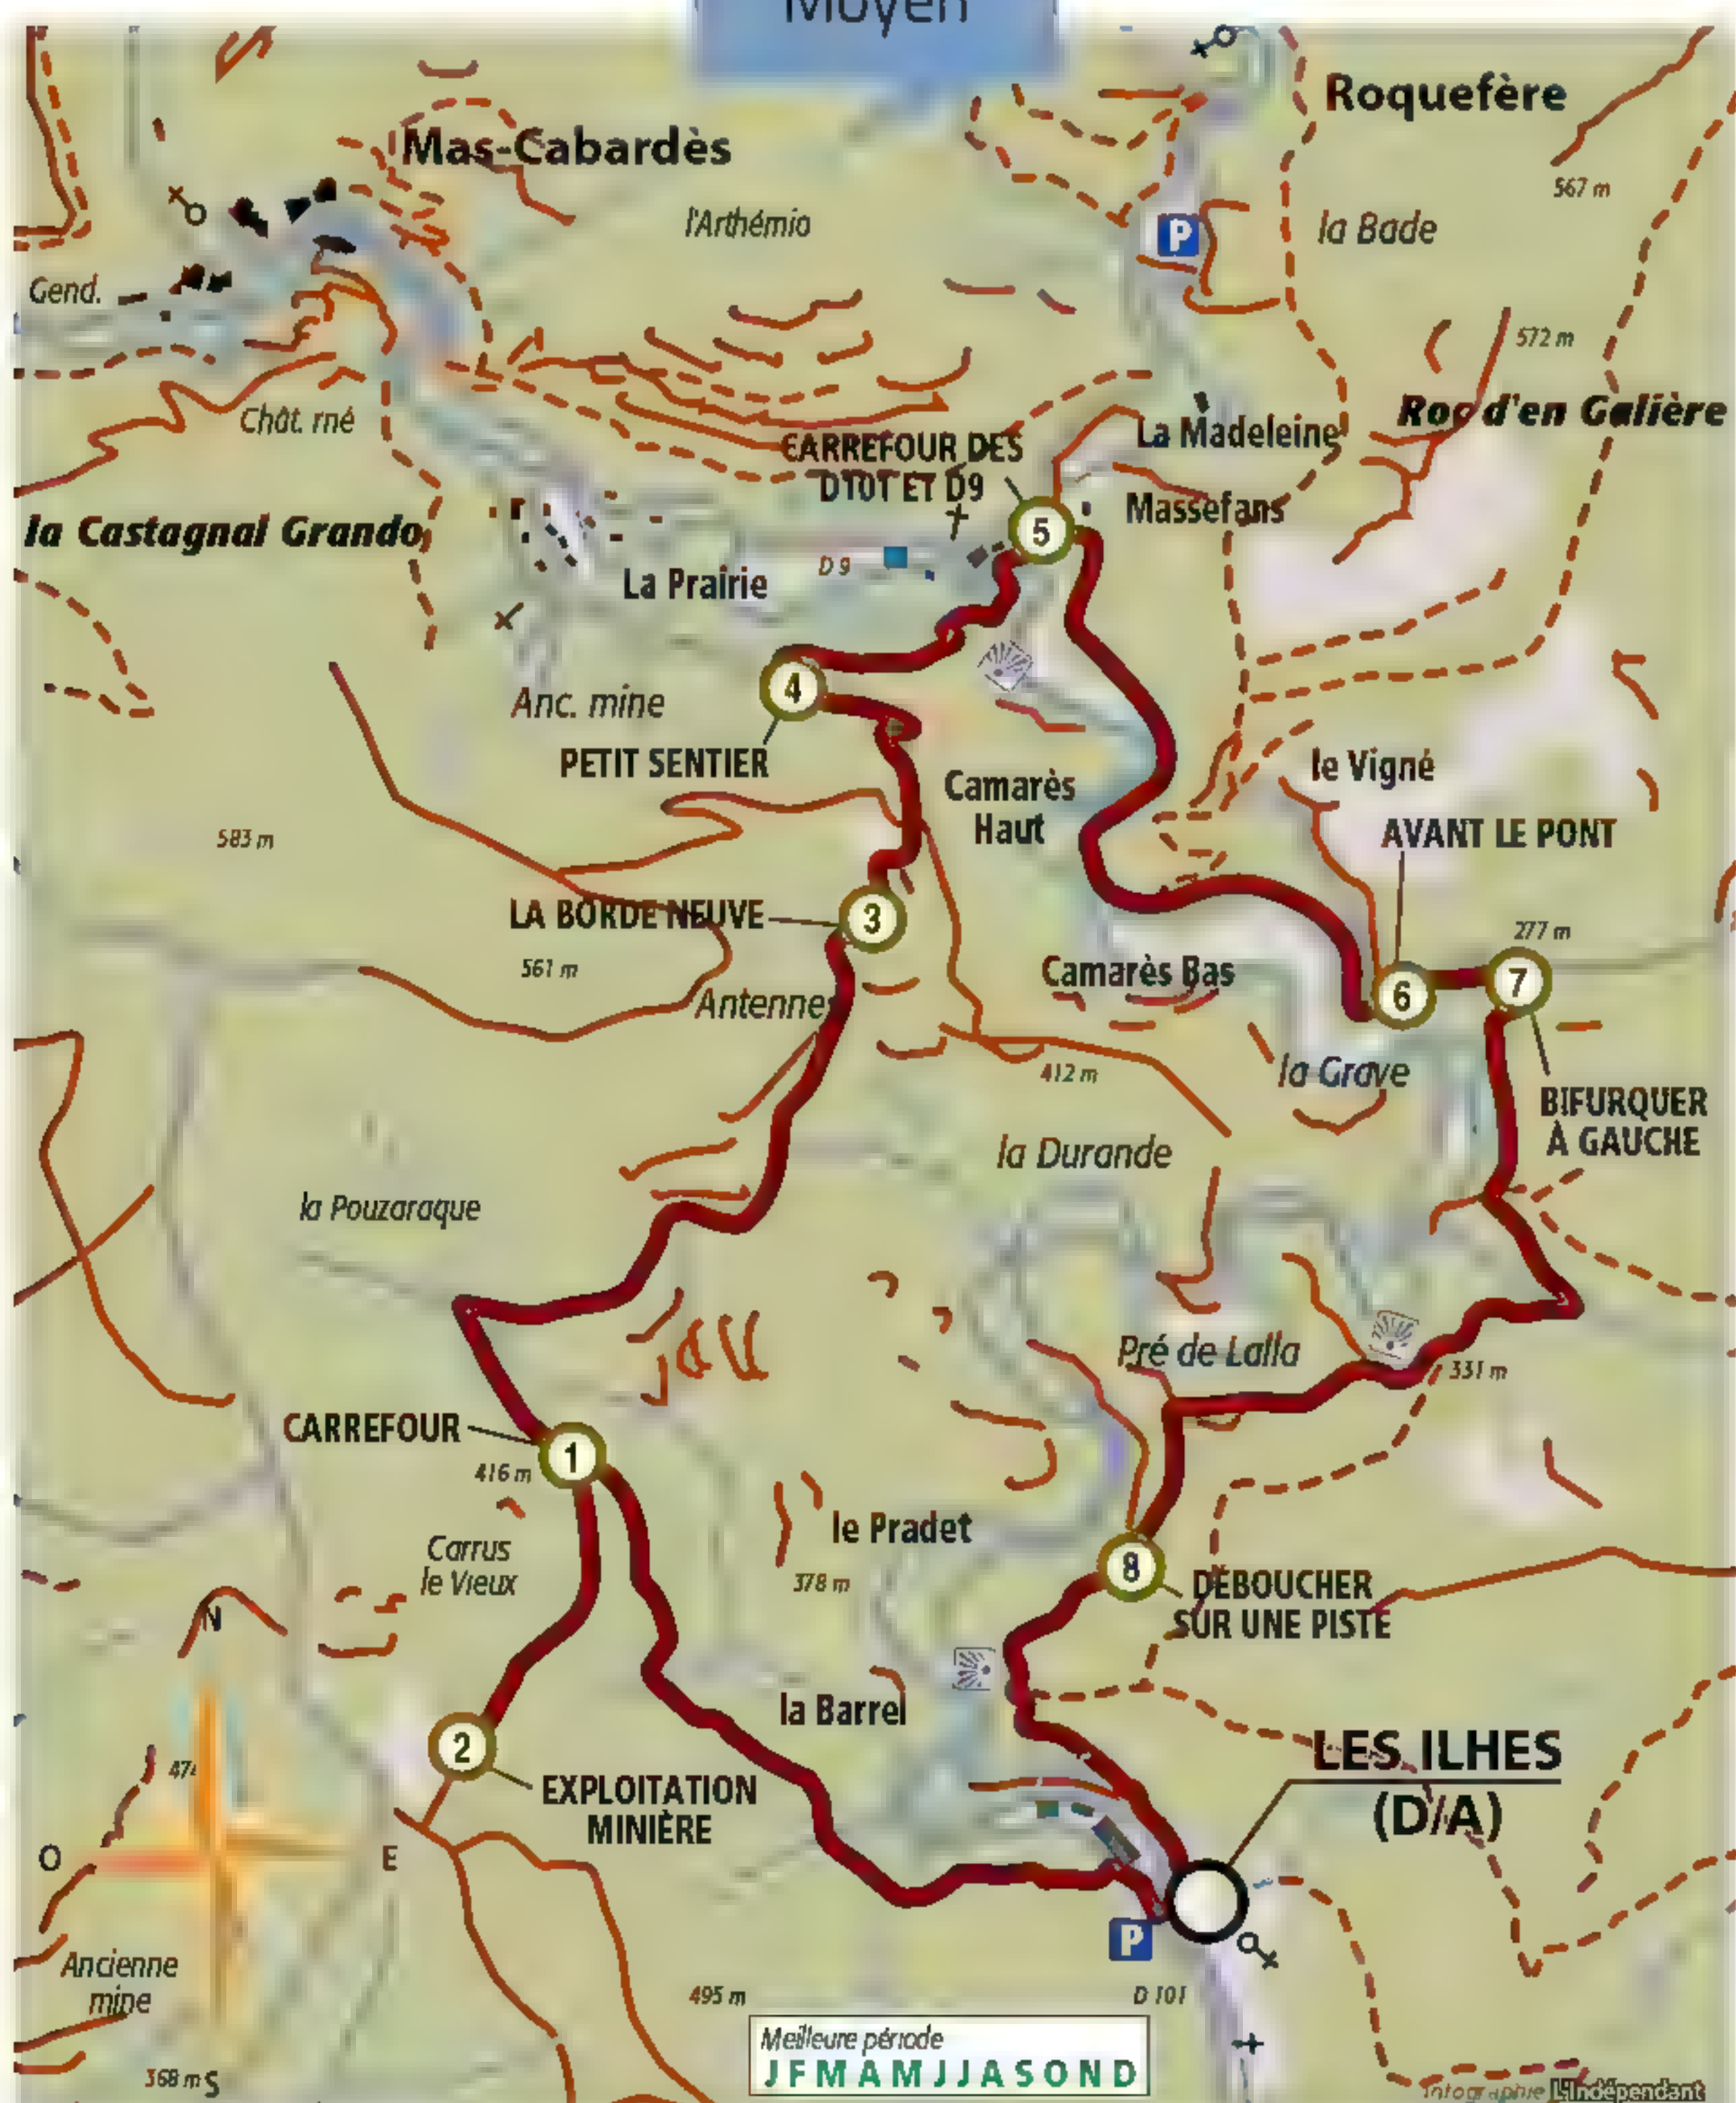 Moyen
Roquefère
Mas-Cabardès
567 m
l'Arthémio
la Bade
P
Gend.
572 m
Chât. rné
Roc d'en Galière
La Madeleine
CARREFOUR DES
D101 ET D9
Massefans
la Castagnal Grando
5
D 9
La Prairie
4
Anc. mine
PETIT SENTIER
le Vigné
Camarès
Haut
583 m
AVANT LE PONT
LA BORDE NEUVE
3
277 m
561 m
Camarès Bas
6
7
Antenne
412 m
la Grave
BIFURQUER
À GAUCHE
la Durande
la Pouzaraque
Pré de Lalla
331 m
CARREFOUR
1
416 m
le Pradet
Carrus
le Vieux
378 m
8
DÉBOUCHER
SUR UNE PISTE
N
la Barrel
2
LES ILHES
(D/A)
EXPLOITATION
MINIÈRE
O
E
P
Ancienne
mine
495 m
D 101
Meilleure période
J F M A M J J A S O N D
368 m
S
Infographie L'Indépendant